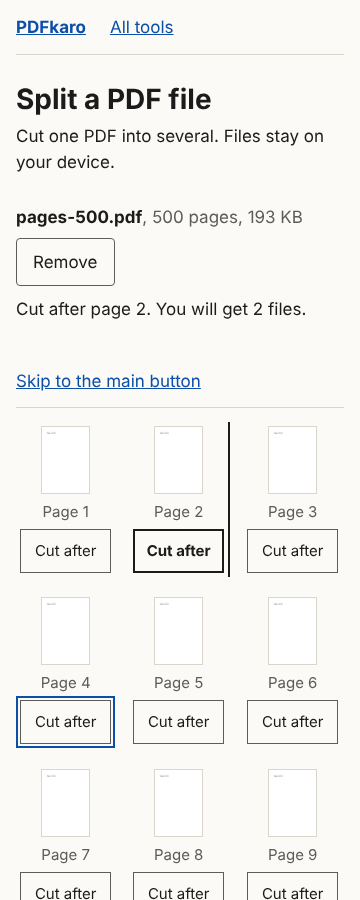 PDFkaro All tools
Split a PDF file
Cut one PDF into several. Files stay on
your device.
pages-500.pdf, 500 pages, 193 KB
Remove
Cut after page 2. You will get 2 files.
Skip to the main button
Page 1 Page 2 Page 3
Cut after Cut after Cut after
Page 4 Page 5 Page 6
Cut after Cut after Cut after
Page 7 Page 8 Page 9
Cut after Cut after Cut after